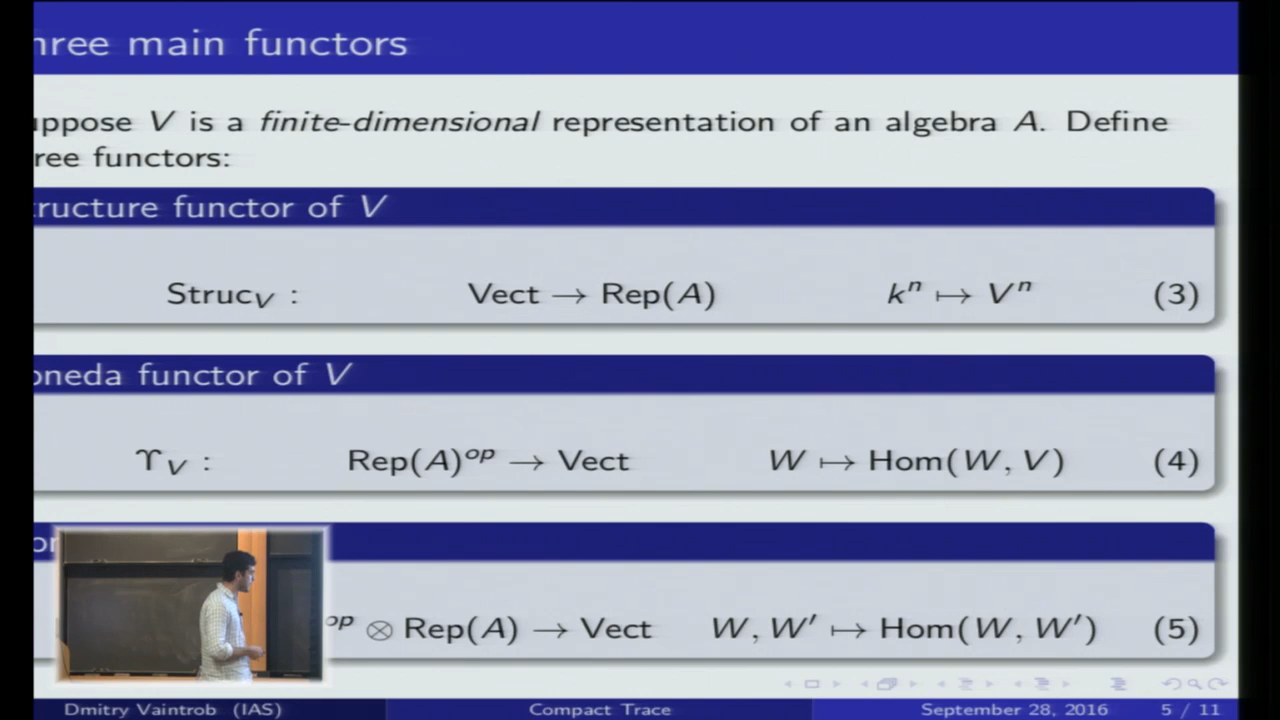 hree main functors
uppose V is a finite-dimensional representation of an algebra A. Define
ree functors:
tructure functor of V
Struc_V : Vect → Rep(A) k^n ↦ V^n (3)
oneda functor of V
ϒ_V : Rep(A)^op → Vect W ↦ Hom(W, V) (4)
op ⊗ Rep(A) → Vect W, W′ ↦ Hom(W, W′) (5)
Dmitry Vaintrob (IAS) Compact Trace September 28, 2016 5 / 11